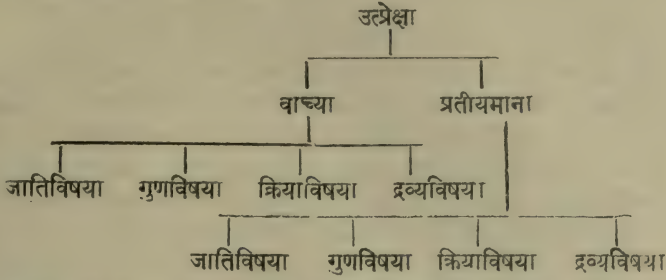 उत्प्रेक्षा
वाच्या प्रतीयमाना
जातिविषया गुणविषया क्रियाविषया द्रव्यविषया
जातिविषया गुणविषया क्रियाविषया द्रव्यविषया